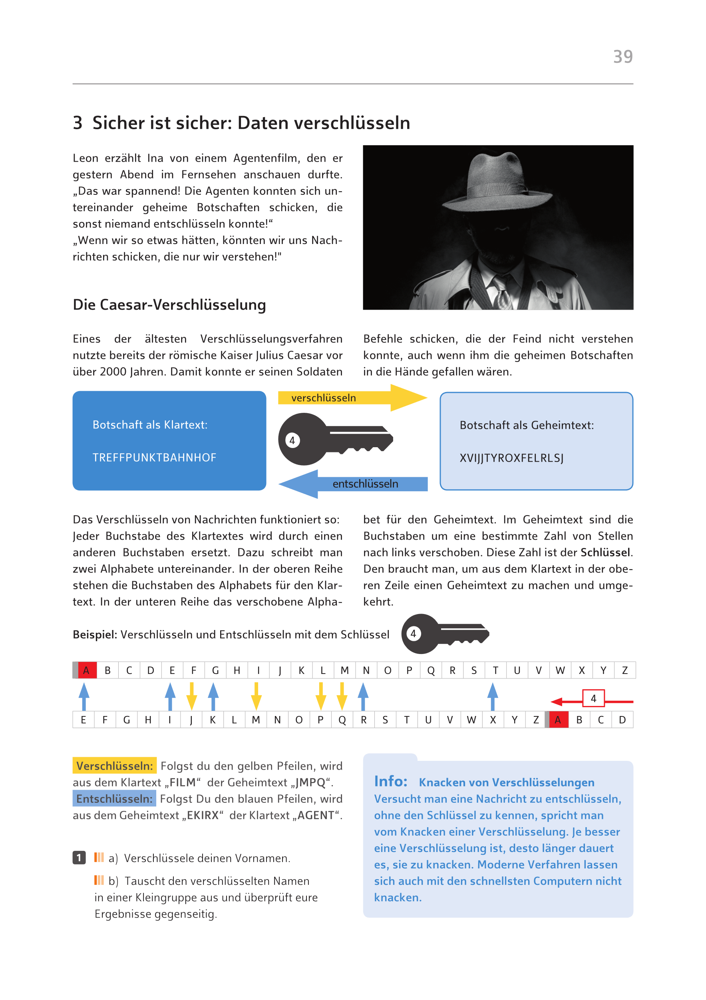 39
3 Sicher ist sicher: Daten verschlüsseln
Leon erzählt Ina von einem Agentenfilm, den er
gestern Abend im Fernsehen anschauen durfte.
„Das war spannend! Die Agenten konnten sich un-
tereinander geheime Botschaften schicken, die
sonst niemand entschlüsseln konnte!“
„Wenn wir so etwas hätten, könnten wir uns Nach-
richten schicken, die nur wir verstehen!"
Die Caesar-Verschlüsselung
Eines der ältesten Verschlüsselungsverfahren
nutzte bereits der römische Kaiser Julius Caesar vor
über 2000 Jahren. Damit konnte er seinen Soldaten
Befehle schicken, die der Feind nicht verstehen
konnte, auch wenn ihm die geheimen Botschaften
in die Hände gefallen wären.
Botschaft als Klartext:
TREFFPUNKTBAHNHOF
verschlüsseln
4
entschlüsseln
Botschaft als Geheimtext:
XVIJJTYROXFELRLSJ
Das Verschlüsseln von Nachrichten funktioniert so:
Jeder Buchstabe des Klartextes wird durch einen
anderen Buchstaben ersetzt. Dazu schreibt man
zwei Alphabete untereinander. In der oberen Reihe
stehen die Buchstaben des Alphabets für den Klar-
text. In der unteren Reihe das verschobene Alpha-
bet für den Geheimtext. Im Geheimtext sind die
Buchstaben um eine bestimmte Zahl von Stellen
nach links verschoben. Diese Zahl ist der Schlüssel.
Den braucht man, um aus dem Klartext in der obe-
ren Zeile einen Geheimtext zu machen und umge-
kehrt.
Beispiel: Verschlüsseln und Entschlüsseln mit dem Schlüssel 4
A B C D E F G H I J K L M N O P Q R S T U V W X Y Z
4
E F G H I J K L M N O P Q R S T U V W X Y Z A B C D
Verschlüsseln: Folgst du den gelben Pfeilen, wird
aus dem Klartext „FILM“ der Geheimtext „JMPQ“.
Entschlüsseln: Folgst Du den blauen Pfeilen, wird
aus dem Geheimtext „EKIRX“ der Klartext „AGENT“.
1 a) Verschlüssele deinen Vornamen.
b) Tauscht den verschlüsselten Namen
in einer Kleingruppe aus und überprüft eure
Ergebnisse gegenseitig.
Info: Knacken von Verschlüsselungen
Versucht man eine Nachricht zu entschlüsseln,
ohne den Schlüssel zu kennen, spricht man
vom Knacken einer Verschlüsselung. Je besser
eine Verschlüsselung ist, desto länger dauert
es, sie zu knacken. Moderne Verfahren lassen
sich auch mit den schnellsten Computern nicht
knacken.